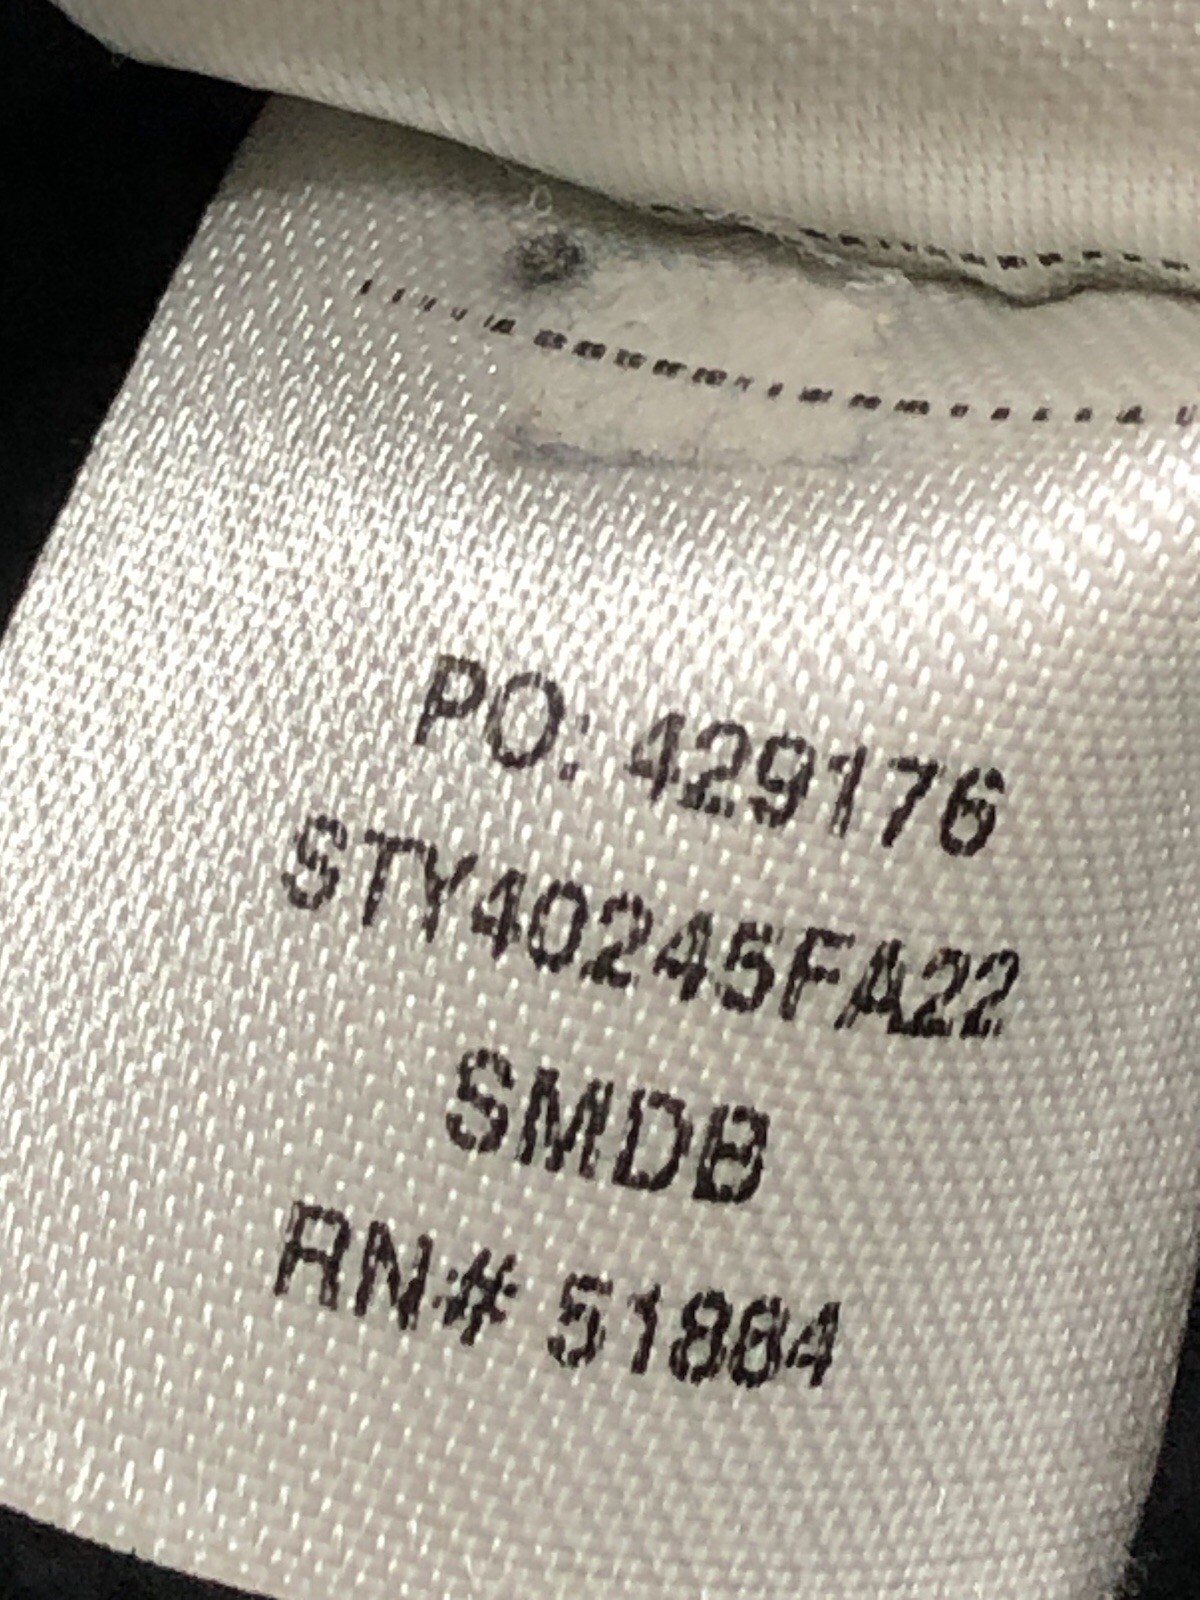 PO: 429176
STY40245FA22
SMDB
RN# 51884